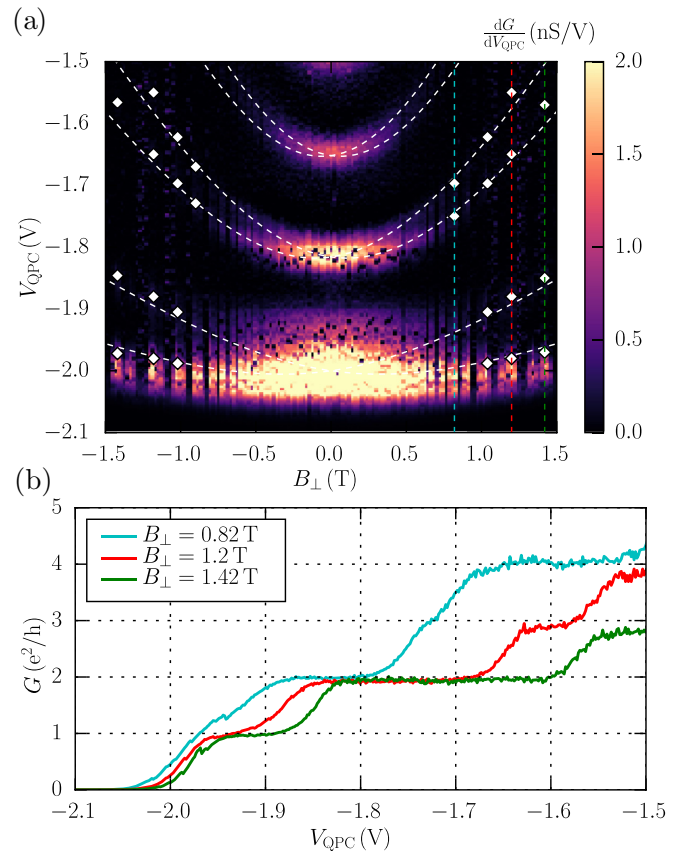 (a)
dG/dV_QPC (nS/V)
−1.5
−1.6
−1.7
−1.8
−1.9
−2.0
−2.1
V_QPC (V)
−1.5 −1.0 −0.5 0.0 0.5 1.0 1.5
B_⊥ (T)
2.0
1.5
1.0
0.5
0.0
(b)
5
4
3
2
1
0
G (e²/h)
B_⊥ = 0.82 T
B_⊥ = 1.2 T
B_⊥ = 1.42 T
−2.1 −2.0 −1.9 −1.8 −1.7 −1.6 −1.5
V_QPC (V)